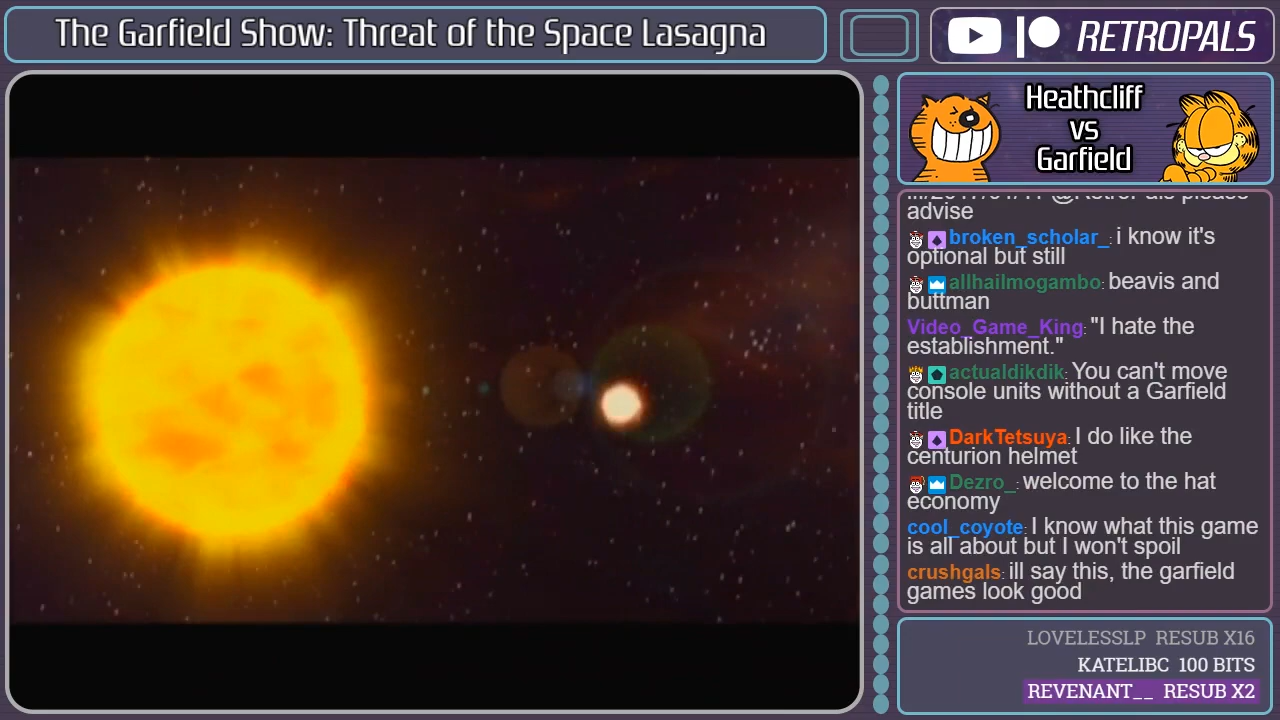 The Garfield Show: Threat of the Space Lasagna
RETROPALS
Heathcliff
vs
Garfield
advise
broken_scholar_: i know it's
optional but still
allhailmogambo: beavis and
buttman
Video_Game_King: "I hate the
establishment."
actualdikdik: You can't move
console units without a Garfield
title
DarkTetsuya: I do like the
centurion helmet
Dezro_: welcome to the hat
economy
cool_coyote: I know what this game
is all about but I won't spoil
crushgals: ill say this, the garfield
games look good
LOVELESSLP RESUB X16
KATELIBC 100 BITS
REVENANT__ RESUB X2